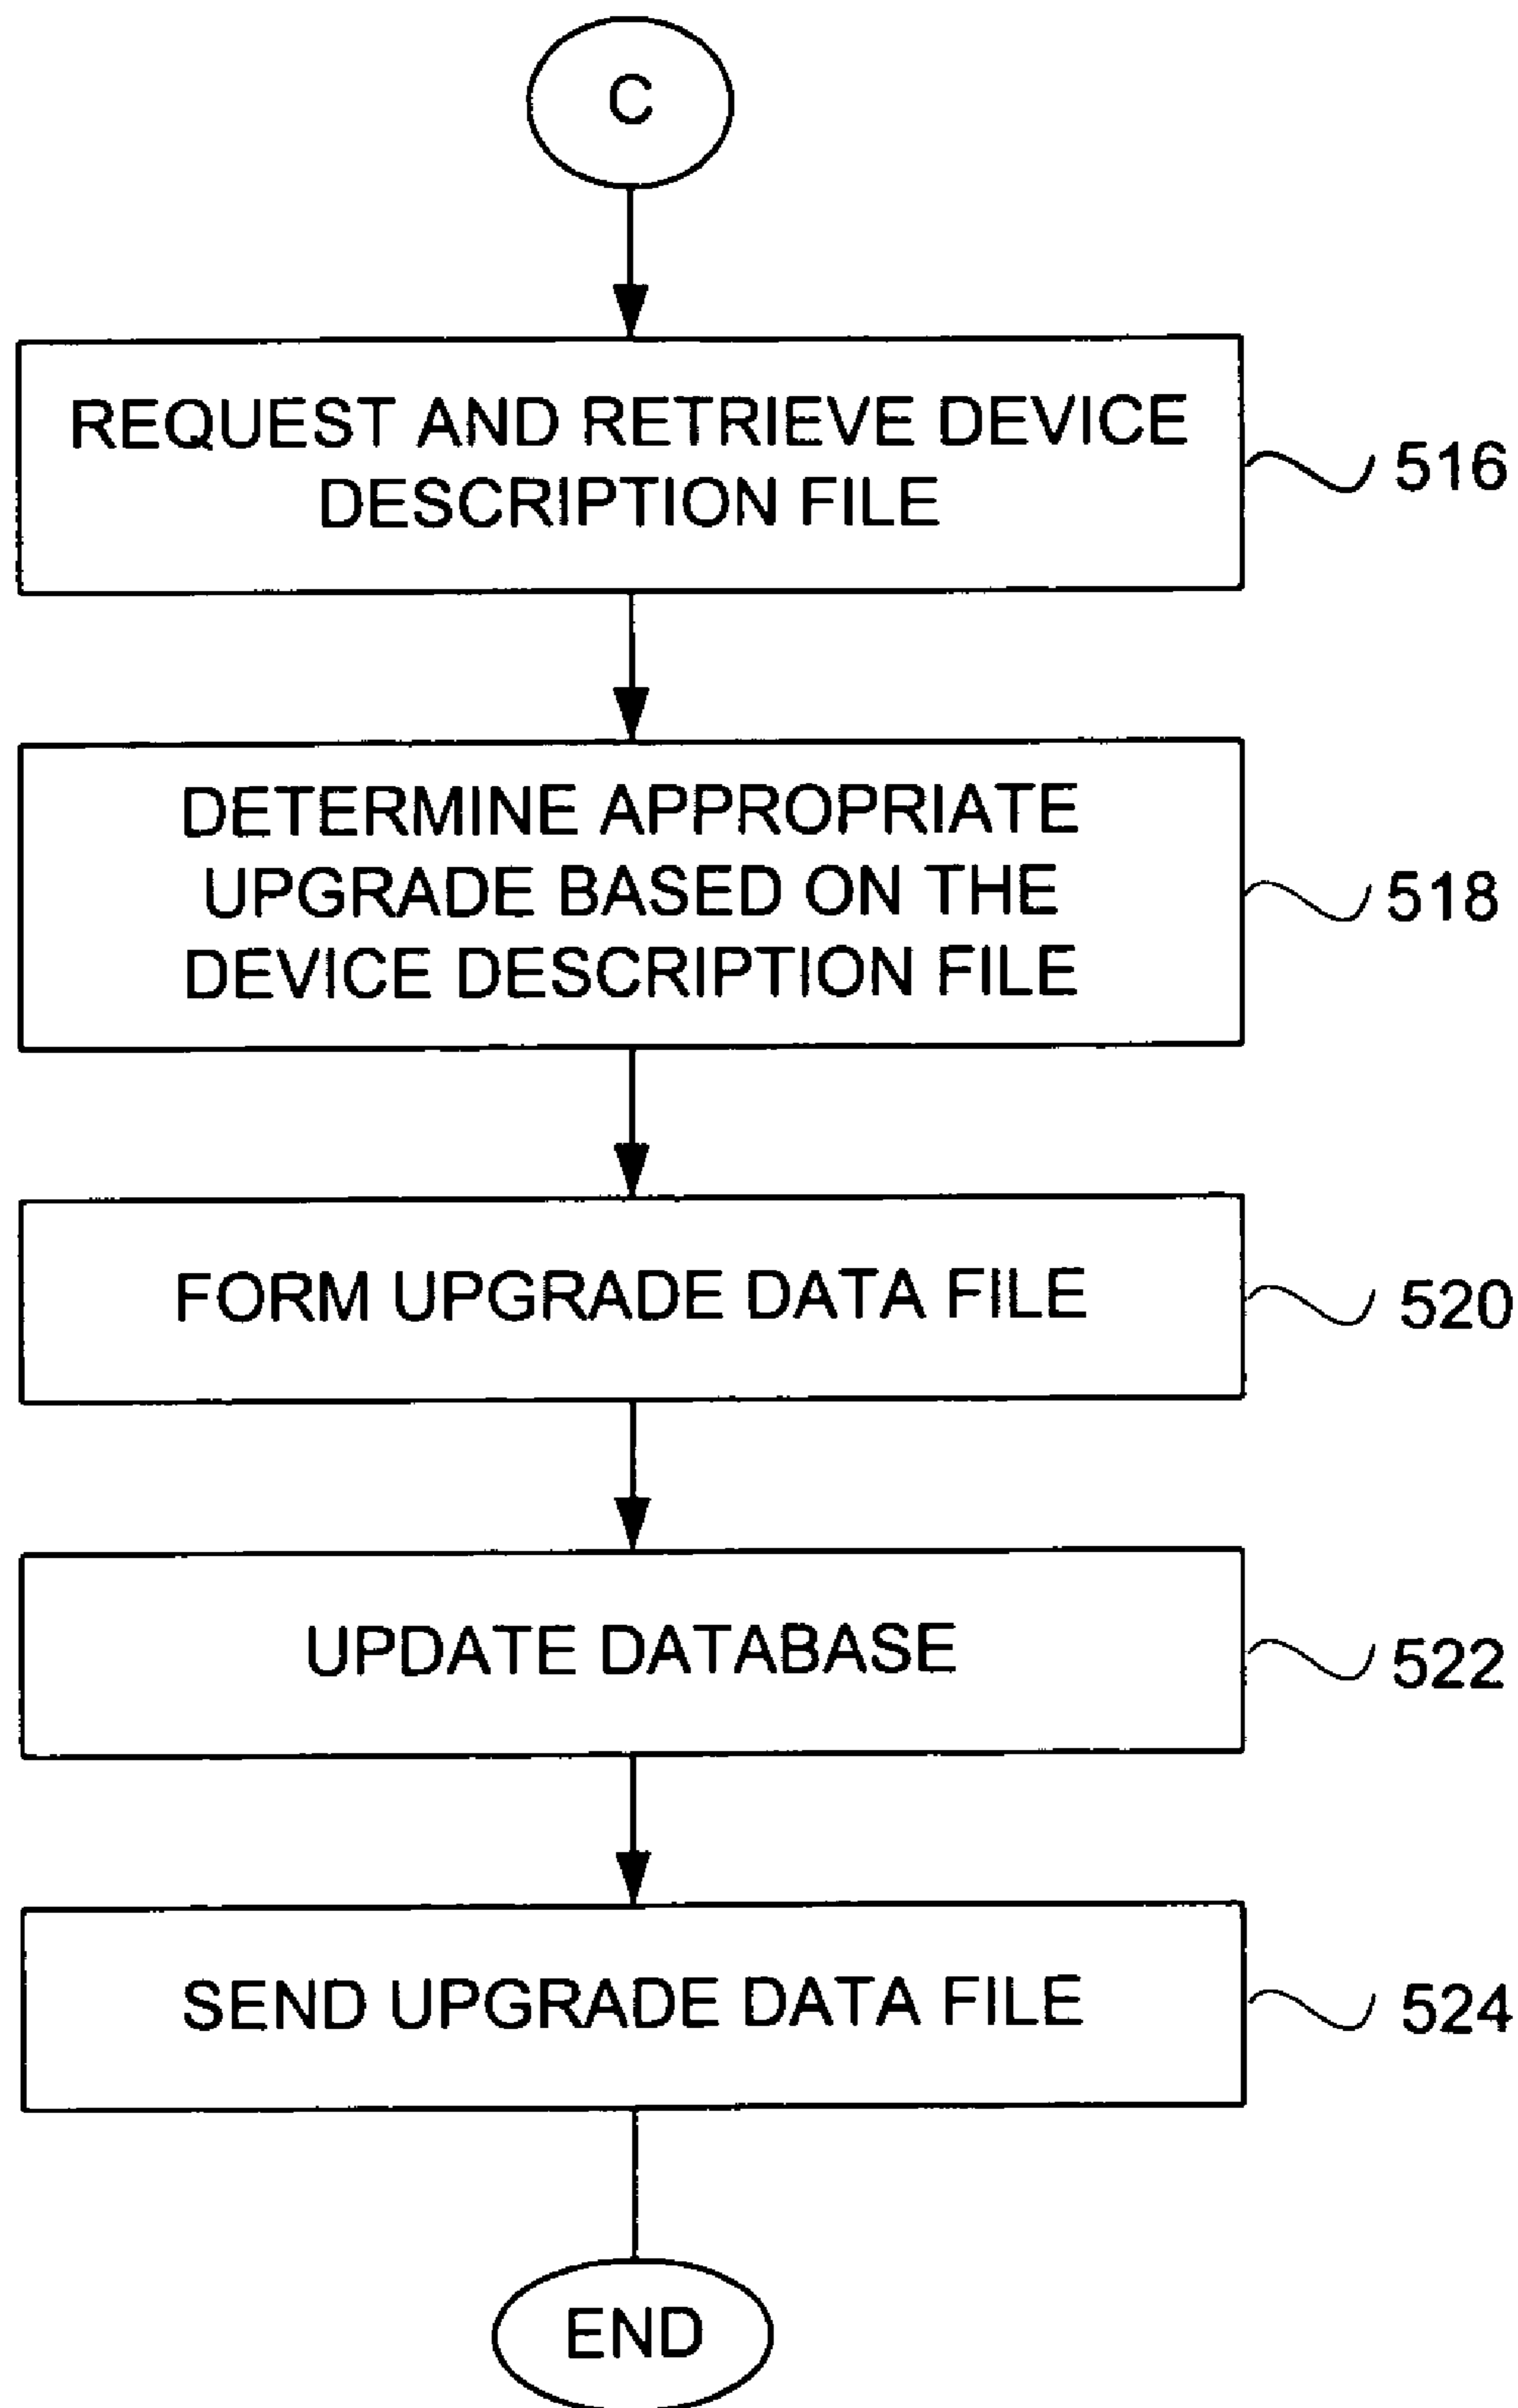 C
REQUEST AND RETRIEVE DEVICE
DESCRIPTION FILE
516
DETERMINE APPROPRIATE
UPGRADE BASED ON THE
DEVICE DESCRIPTION FILE
518
FORM UPGRADE DATA FILE
520
UPDATE DATABASE
522
SEND UPGRADE DATA FILE
524
END